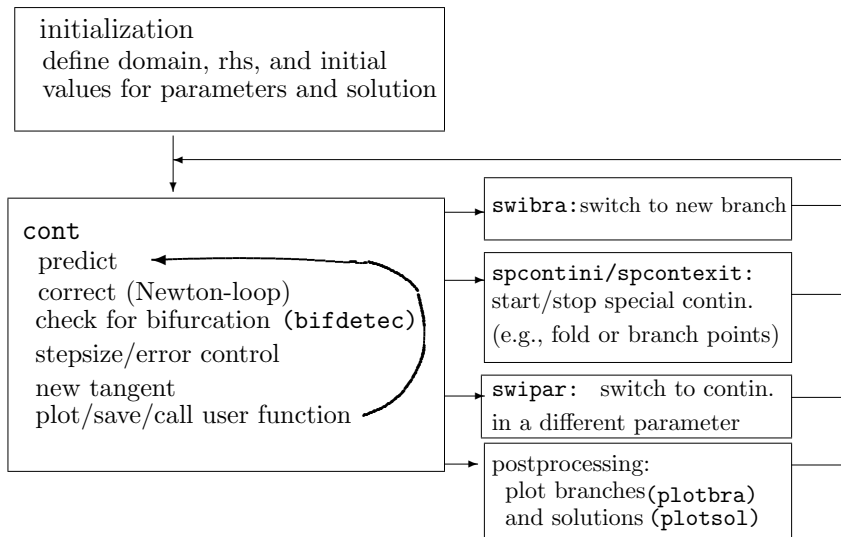 initialization
define domain, rhs, and initial
values for parameters and solution
cont
predict
correct (Newton-loop)
check for bifurcation (bifdetec)
stepsize/error control
new tangent
plot/save/call user function
swibra: switch to new branch
spcontini/spcontexit:
start/stop special contin.
(e.g., fold or branch points)
swipar: switch to contin.
in a different parameter
postprocessing:
plot branches(plotbra)
and solutions (plotsol)